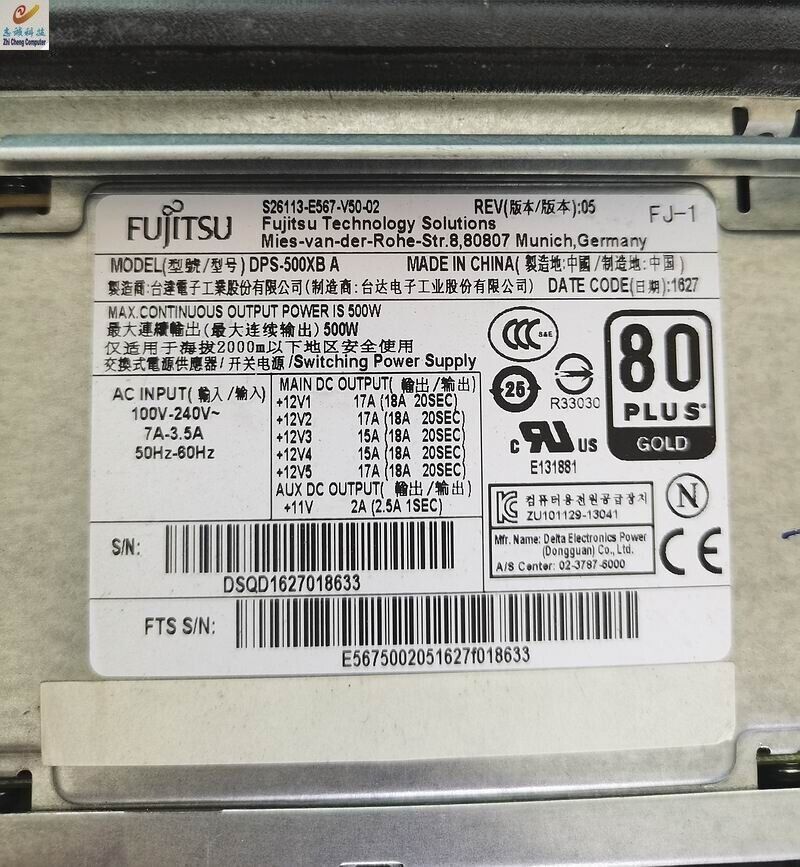 志诚科技
Zhi Cheng Computer
FUJITSU
S26113-E567-V50-02 REV(版本/版本):05 FJ-1
Fujitsu Technology Solutions
Mies-van-der-Rohe-Str.8,80807 Munich,Germany
MODEL(型號/型号) DPS-500XB A MADE IN CHINA(製造地:中國/制造地:中国)
製造商:台達電子工業股份有限公司(制造商:台达电子工业股份有限公司) DATE CODE(日期):1627
MAX.CONTINUOUS OUTPUT POWER IS 500W
最大連續輸出(最大连续输出)500W
仅适用于海拔2000m以下地区安全使用
交換式電源供應器/开关电源/Switching Power Supply
AC INPUT(輸入/输入)
100V-240V~
7A-3.5A
50Hz-60Hz
MAIN DC OUTPUT(輸出/输出)
+12V1 17A (18A 20SEC)
+12V2 17A (18A 20SEC)
+12V3 15A (18A 20SEC)
+12V4 15A (18A 20SEC)
+12V5 17A (18A 20SEC)
AUX DC OUTPUT(輸出/输出)
+11V 2A (2.5A 1SEC)
CCC S&E
25
R33030
c RU US
E131881
80
PLUS
GOLD
컴퓨터용전원공급장치
ZU101129-13041
N
Mfr. Name: Delta Electronics Power
(Dongguan) Co., Ltd.
A/S Center: 02-3787-6000
CE
S/N:
DSQD1627018633
FTS S/N:
E5675002051627f018633